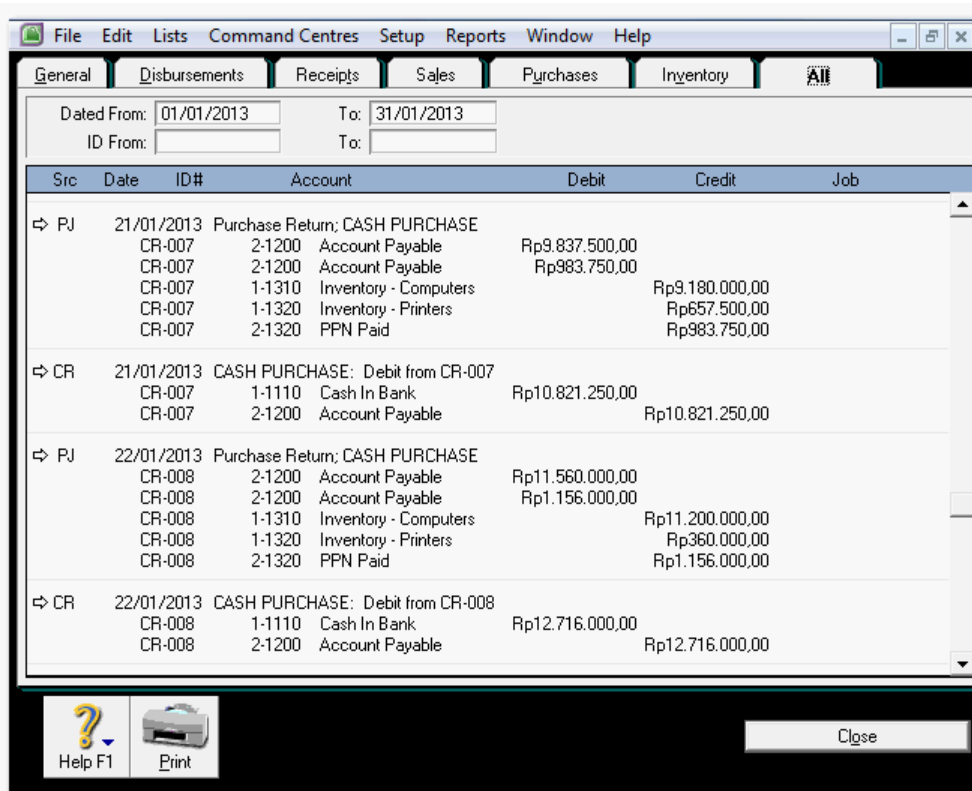 File Edit Lists Command Centres Setup Reports Window Help
General Disbursements Receipts Sales Purchases Inventory All
Dated From: 01/01/2013 To: 31/01/2013
ID From: To:
Src Date ID# Account Debit Credit Job
PJ 21/01/2013 Purchase Return; CASH PURCHASE
CR-007 2-1200 Account Payable Rp9.837.500,00
CR-007 2-1200 Account Payable Rp983.750,00
CR-007 1-1310 Inventory - Computers Rp9.180.000,00
CR-007 1-1320 Inventory - Printers Rp657.500,00
CR-007 2-1320 PPN Paid Rp983.750,00
CR 21/01/2013 CASH PURCHASE: Debit from CR-007
CR-007 1-1110 Cash In Bank Rp10.821.250,00
CR-007 2-1200 Account Payable Rp10.821.250,00
PJ 22/01/2013 Purchase Return; CASH PURCHASE
CR-008 2-1200 Account Payable Rp11.560.000,00
CR-008 2-1200 Account Payable Rp1.156.000,00
CR-008 1-1310 Inventory - Computers Rp11.200.000,00
CR-008 1-1320 Inventory - Printers Rp360.000,00
CR-008 2-1320 PPN Paid Rp1.156.000,00
CR 22/01/2013 CASH PURCHASE: Debit from CR-008
CR-008 1-1110 Cash In Bank Rp12.716.000,00
CR-008 2-1200 Account Payable Rp12.716.000,00
Help F1 Print Close